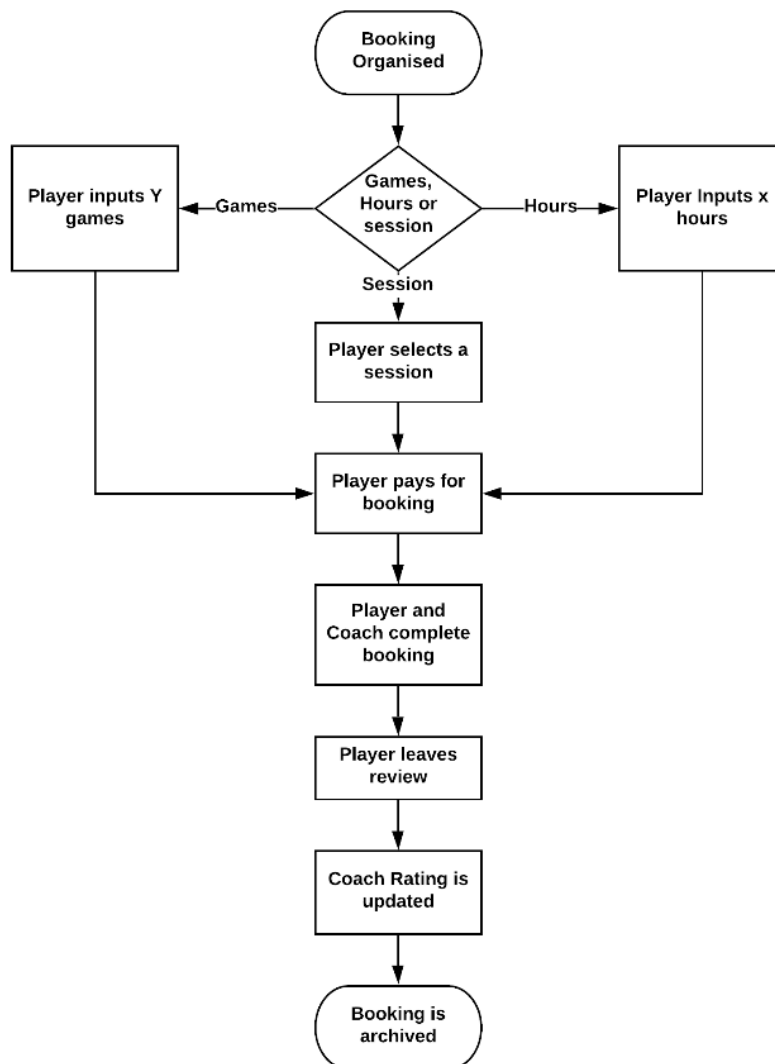 Booking
Organised
Player inputs Y
games
Games
Games,
Hours or
session
Hours
Player Inputs x
hours
Session
Player selects a
session
Player pays for
booking
Player and
Coach complete
booking
Player leaves
review
Coach Rating is
updated
Booking is
archived